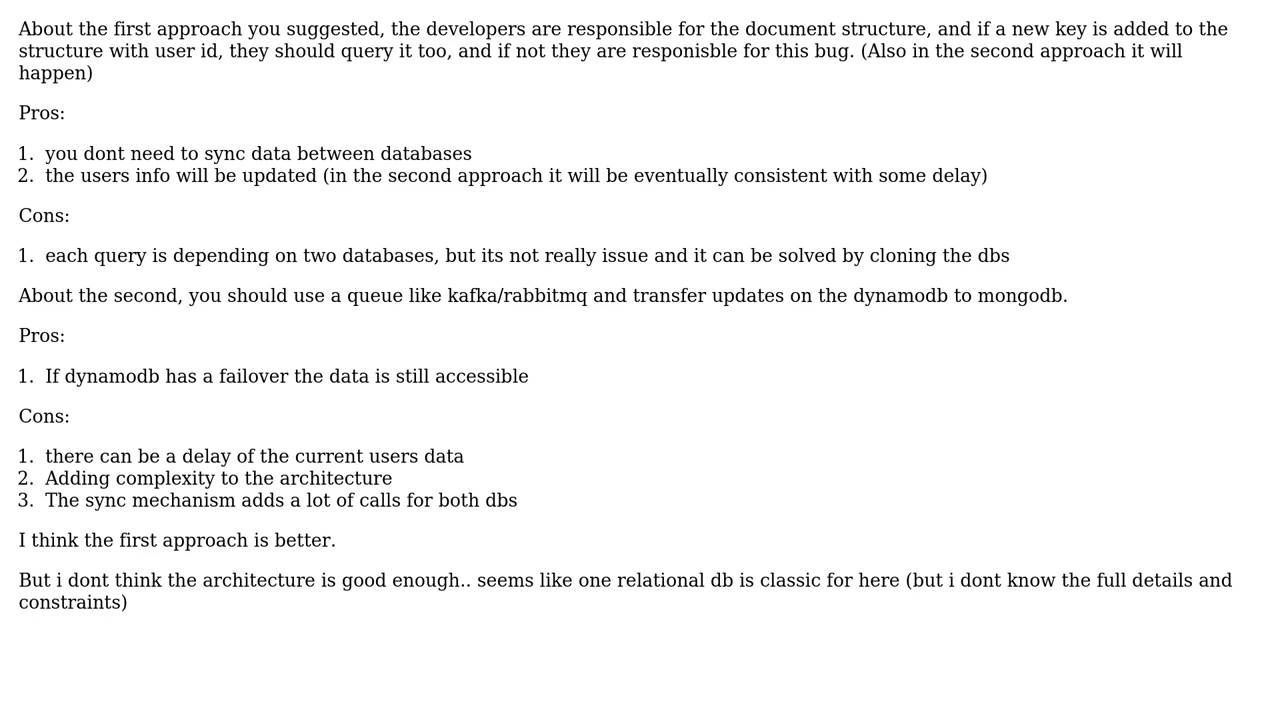 About the first approach you suggested, the developers are responsible for the document structure, and if a new key is added to the
structure with user id, they should query it too, and if not they are responisble for this bug. (Also in the second approach it will
happen)
Pros:
1. you dont need to sync data between databases
2. the users info will be updated (in the second approach it will be eventually consistent with some delay)
Cons:
1. each query is depending on two databases, but its not really issue and it can be solved by cloning the dbs
About the second, you should use a queue like kafka/rabbitmq and transfer updates on the dynamodb to mongodb.
Pros:
1. If dynamodb has a failover the data is still accessible
Cons:
1. there can be a delay of the current users data
2. Adding complexity to the architecture
3. The sync mechanism adds a lot of calls for both dbs
I think the first approach is better.
But i dont think the architecture is good enough.. seems like one relational db is classic for here (but i dont know the full details and
constraints)